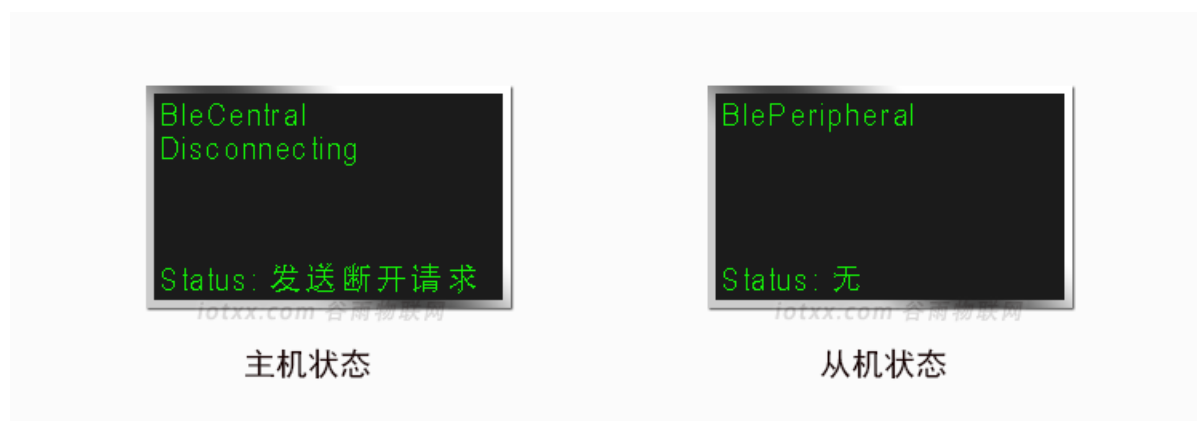 BleCentral
Disconnecting
Status: 发送断开请求
iotxx.com 谷雨物联网
主机状态
BlePeripheral
Status: 无
iotxx.com 谷雨物联网
从机状态